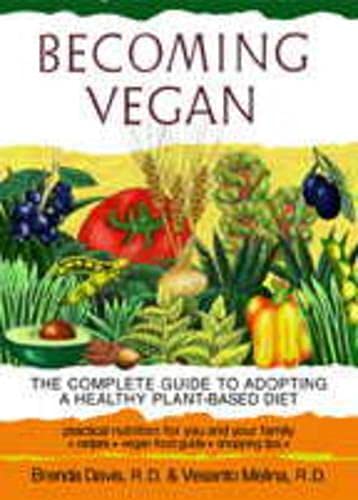 BECOMING
VEGAN
THE COMPLETE GUIDE TO ADOPTING
A HEALTHY PLANT-BASED DIET
practical nutrition for you and your family
• recipes • vegan food guide • shopping tips •
Brenda Davis, R.D. & Vesanto Melina, R.D.